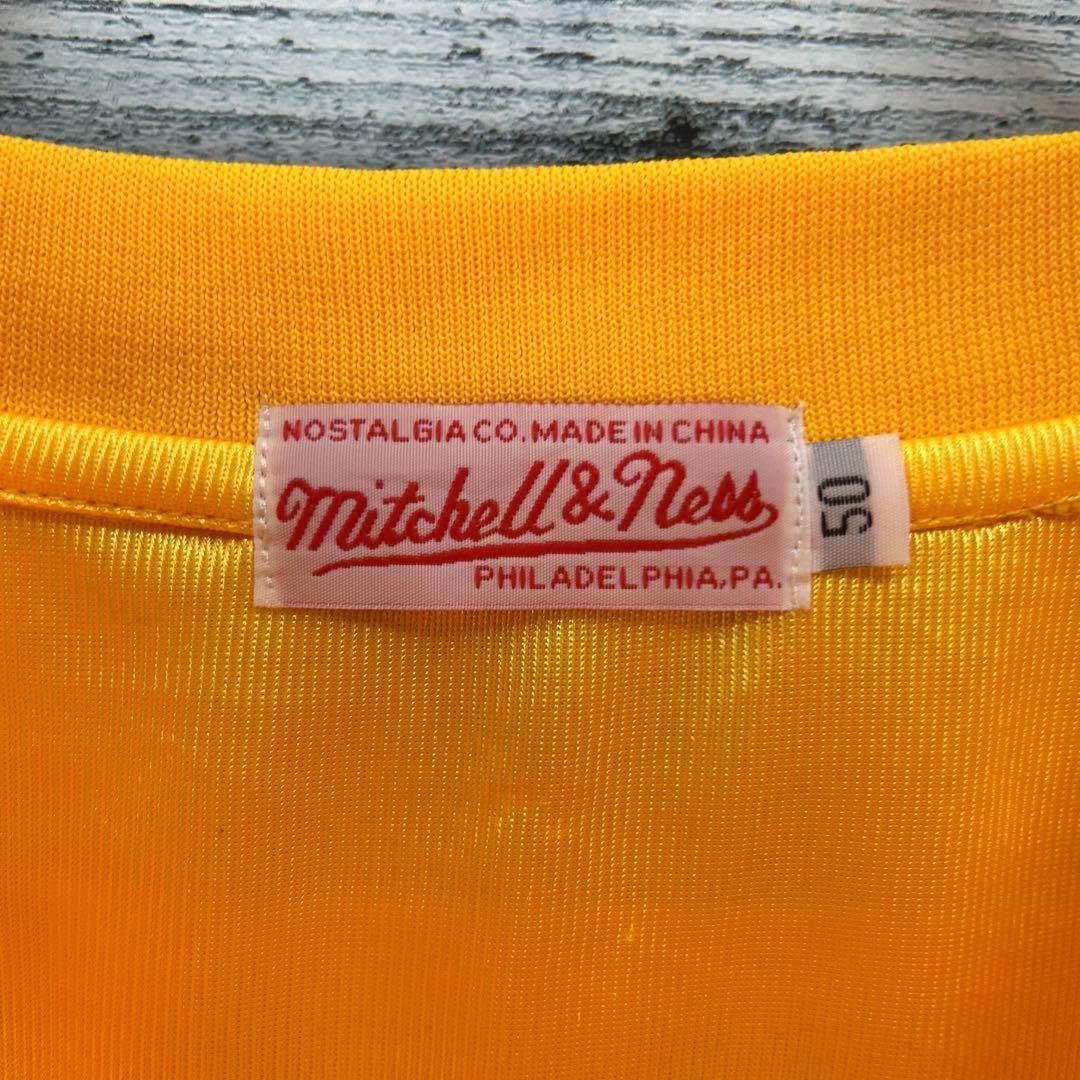 NOSTALGIA CO. MADE IN CHINA
Mitchell & Ness
PHILADELPHIA, PA.
50